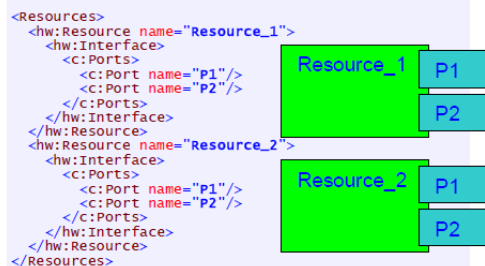 <Resources>
<hw:Resource name="Resource_1">
<hw:Interface>
<c:Ports>
<c:Port name="P1"/>
<c:Port name="P2"/>
</c:Ports>
</hw:Interface>
</hw:Resource>
<hw:Resource name="Resource_2">
<hw:Interface>
<c:Ports>
<c:Port name="P1"/>
<c:Port name="P2"/>
</c:Ports>
</hw:Interface>
</hw:Resource>
</Resources>
Resource_1
P1
P2
Resource_2
P1
P2